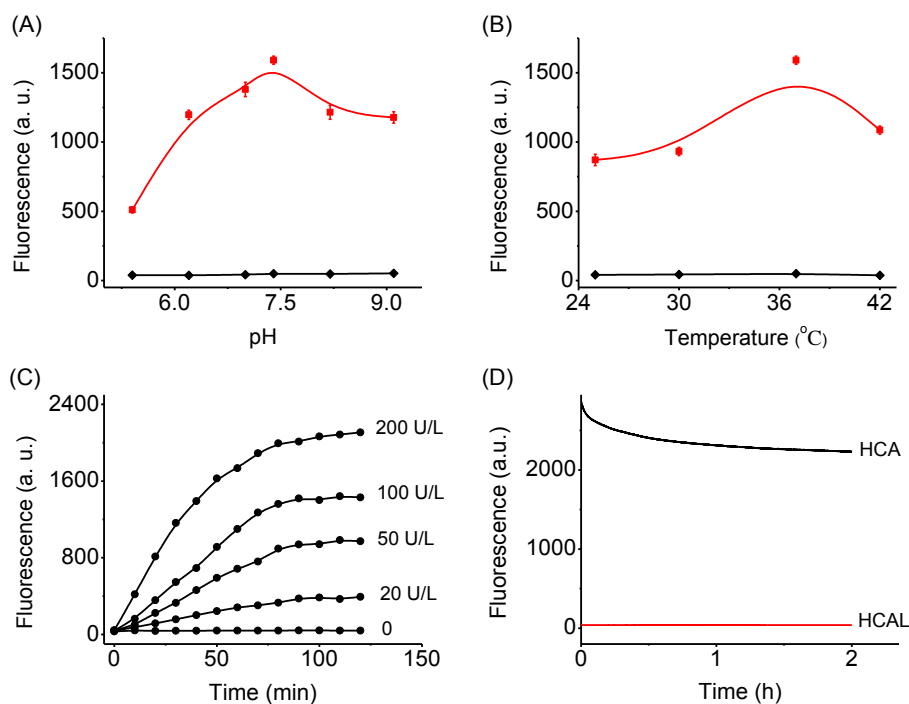 (A)
Fluorescence (a. u.)
1500
1000
500
0
6.0 7.5 9.0
pH
(B)
Fluorescence (a. u.)
1500
1000
500
0
24 30 36 42
Temperature (°C)
(C)
Fluorescence (a. u.)
2400
1600
800
0
200 U/L
100 U/L
50 U/L
20 U/L
0
0 50 100 150
Time (min)
(D)
Fluorescence (a.u.)
2000
1000
0
HCA
HCAL
0 1 2
Time (h)